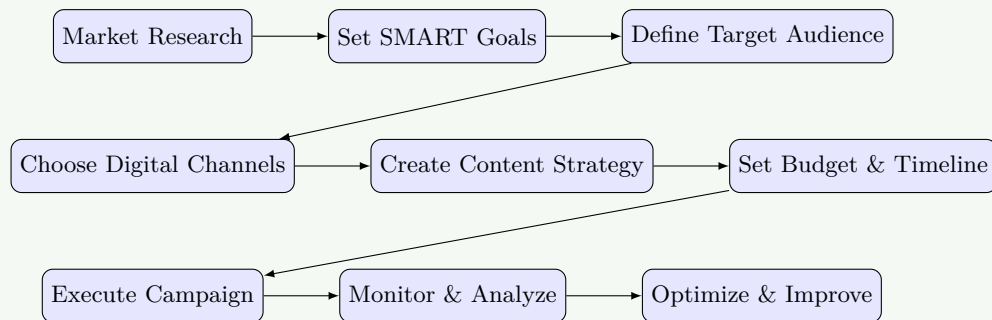 Market Research
Set SMART Goals
Define Target Audience
Choose Digital Channels
Create Content Strategy
Set Budget & Timeline
Execute Campaign
Monitor & Analyze
Optimize & Improve